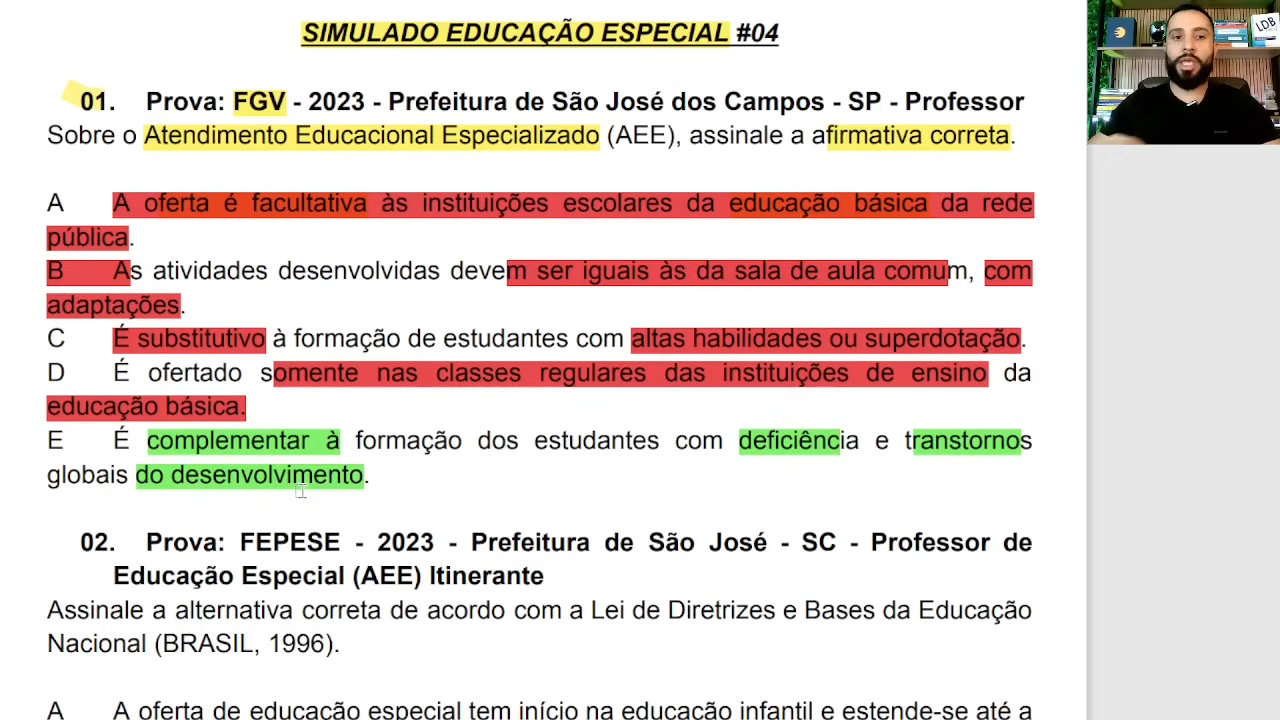 SIMULADO EDUCAÇÃO ESPECIAL #04
LDB
01. Prova: FGV - 2023 - Prefeitura de São José dos Campos - SP - Professor
Sobre o Atendimento Educacional Especializado (AEE), assinale a afirmativa correta.
A A oferta é facultativa às instituições escolares da educação básica da rede
pública.
B As atividades desenvolvidas devem ser iguais às da sala de aula comum, com
adaptações.
C É substitutivo à formação de estudantes com altas habilidades ou superdotação.
D É ofertado somente nas classes regulares das instituições de ensino da
educação básica.
E É complementar à formação dos estudantes com deficiência e transtornos
globais do desenvolvimento.
02. Prova: FEPESE - 2023 - Prefeitura de São José - SC - Professor de
Educação Especial (AEE) Itinerante
Assinale a alternativa correta de acordo com a Lei de Diretrizes e Bases da Educação
Nacional (BRASIL, 1996).
A A oferta de educação especial tem início na educação infantil e estende-se até a